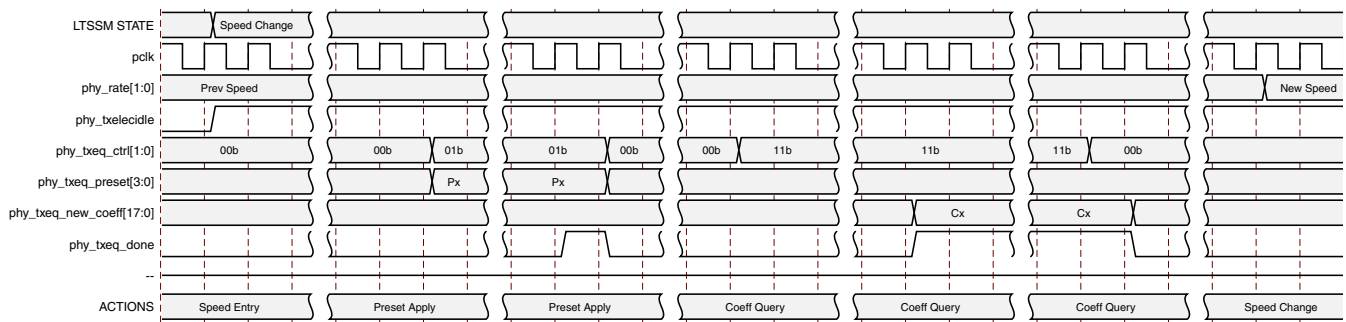 LTSSM STATE Speed Change
pclk
phy_rate[1:0] Prev Speed New Speed
phy_txelecidle
phy_txeq_ctrl[1:0] 00b 00b 01b 01b 00b 00b 11b 11b 11b 00b
phy_txeq_preset[3:0] Px Px
phy_txeq_new_coeff[17:0] Cx Cx
phy_txeq_done
--
ACTIONS Speed Entry Preset Apply Preset Apply Coeff Query Coeff Query Coeff Query Speed Change